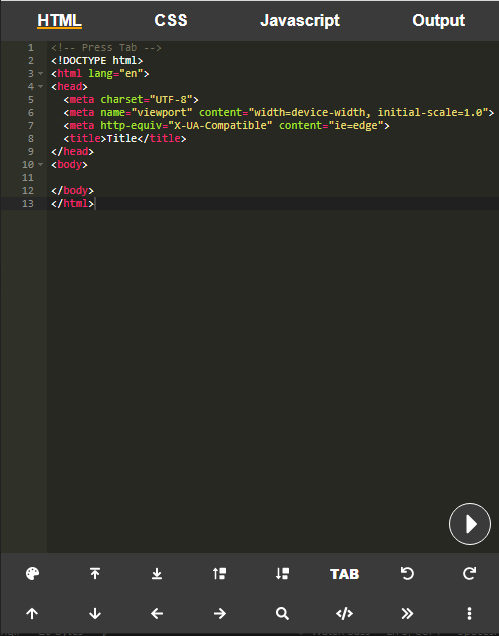 HTML CSS Javascript Output
1 <!-- Press Tab -->
2 <!DOCTYPE html>
3 <html lang="en">
4 <head>
5 <meta charset="UTF-8">
6 <meta name="viewport" content="width=device-width, initial-scale=1.0">
7 <meta http-equiv="X-UA-Compatible" content="ie=edge">
8 <title>Title</title>
9 </head>
10 <body>
11
12 </body>
13 </html>
TAB